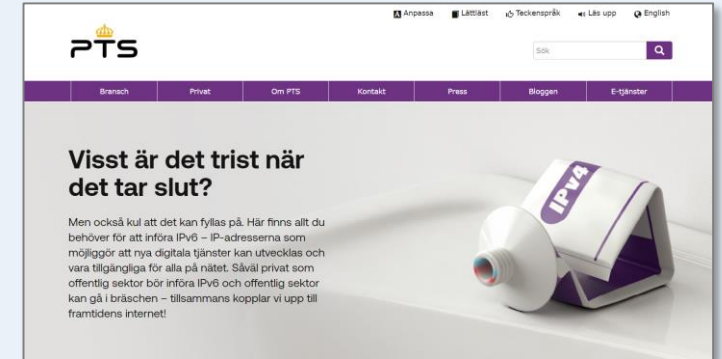 Anpassa Lättläst Teckenspråk Läs upp English
PTS
Sök
Bransch Privat Om PTS Kontakt Press Bloggen E-tjänster
Visst är det trist när
det tar slut?
Men också kul att det kan fyllas på. Här finns allt du
behöver för att införa IPv6 – IP-adresserna som
möjliggör att nya digitala tjänster kan utvecklas och
vara tillgängliga för alla på nätet. Såväl privat som
offentlig sektor bör införa IPv6 och offentlig sektor
kan gå i bräschen – tillsammans kopplar vi upp till
framtidens internet!
IPv4